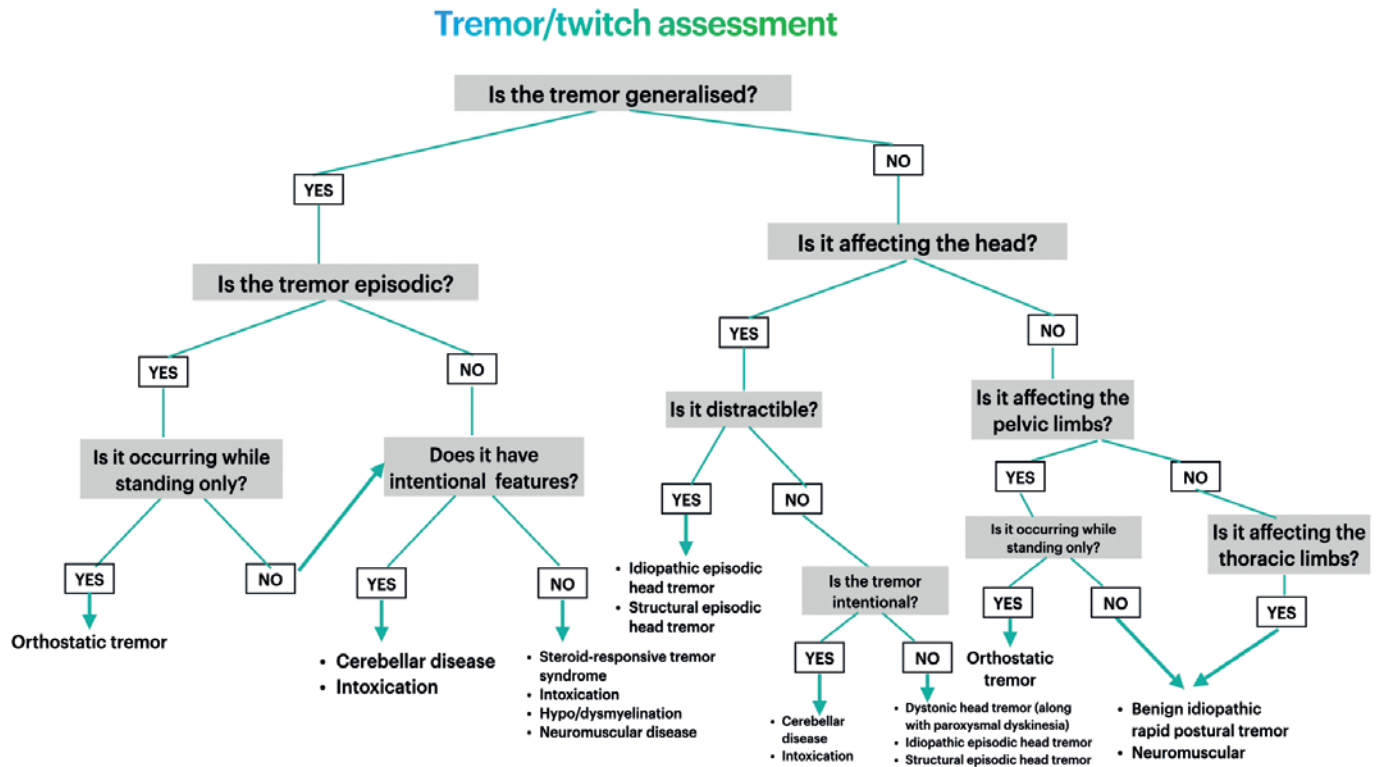 Tremor/twitch assessment
Is the tremor generalised?
YES
NO
Is the tremor episodic?
YES
NO
Is it occurring while
standing only?
YES
NO
Orthostatic tremor
Does it have
intentional features?
YES
NO
• Cerebellar disease
• Intoxication
• Steroid-responsive tremor
syndrome
• Intoxication
• Hypo/dysmyelination
• Neuromuscular disease
Is it affecting the head?
YES
NO
Is it distractible?
YES
NO
• Idiopathic episodic
head tremor
• Structural episodic
head tremor
Is the tremor
intentional?
YES
NO
• Cerebellar
disease
• Intoxication
• Dystonic head tremor (along
with paroxysmal dyskinesia)
• Idiopathic episodic head tremor
• Structural episodic head tremor
Is it affecting the
pelvic limbs?
YES
NO
Is it occurring while
standing only?
YES
NO
Orthostatic
tremor
Is it affecting the
thoracic limbs?
YES
• Benign idiopathic
rapid postural tremor
• Neuromuscular